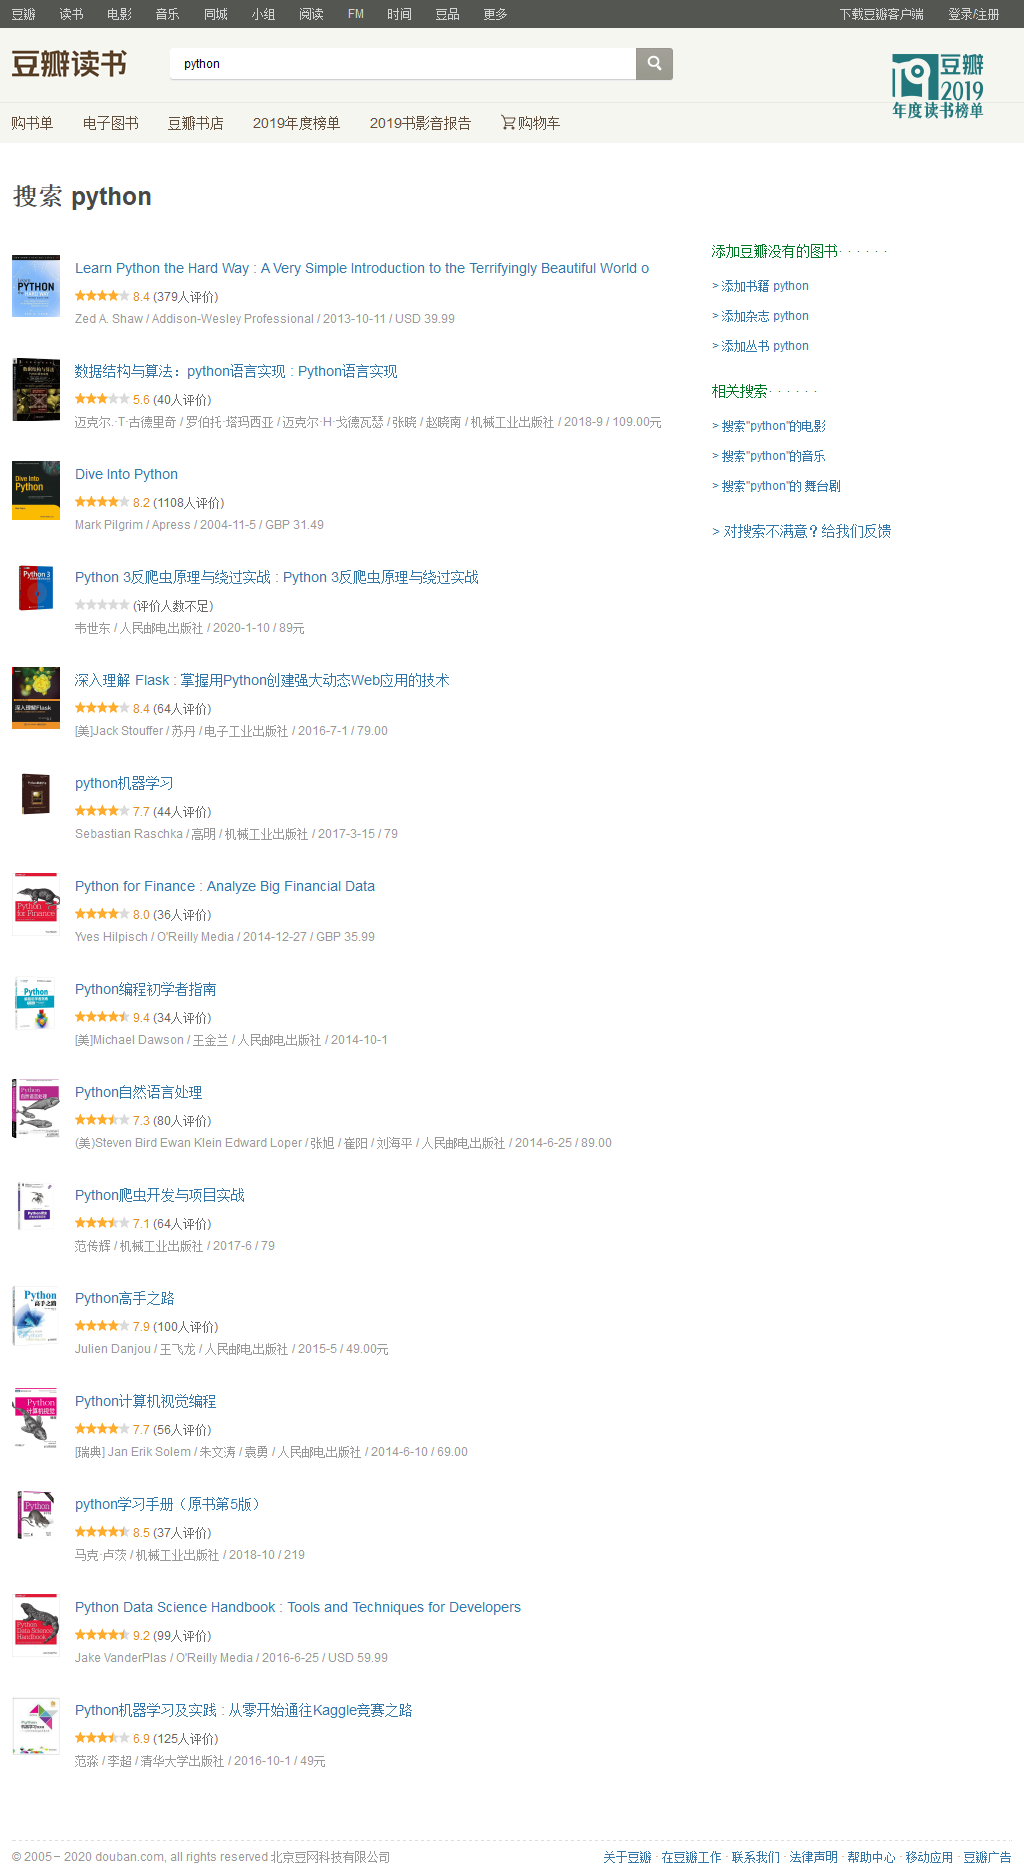 豆瓣 读书 电影 音乐 同城 小组 阅读 FM 时间 豆品 更多 下载豆瓣客户端 登录/注册
豆瓣读书
python
豆瓣
2019
年度读书榜单
购书单 电子图书 豆瓣书店 2019年度榜单 2019书影音报告 购物车
搜索 python
Learn Python the Hard Way : A Very Simple Introduction to the Terrifyingly Beautiful World o
8.4 (379人评价)
Zed A. Shaw / Addison-Wesley Professional / 2013-10-11 / USD 39.99
数据结构与算法：python语言实现 : Python语言实现
5.6 (40人评价)
迈克尔.·T·古德里奇 / 罗伯托·塔玛西亚 / 迈克尔·H·戈德瓦瑟 / 张晓 / 赵晓南 / 机械工业出版社 / 2018-9 / 109.00元
Dive Into Python
8.2 (1108人评价)
Mark Pilgrim / Apress / 2004-11-5 / GBP 31.49
Python 3反爬虫原理与绕过实战 : Python 3反爬虫原理与绕过实战
(评价人数不足)
韦世东 / 人民邮电出版社 / 2020-1-10 / 89元
深入理解 Flask : 掌握用Python创建强大动态Web应用的技术
8.4 (64人评价)
[美]Jack Stouffer / 苏丹 / 电子工业出版社 / 2016-7-1 / 79.00
python机器学习
7.7 (44人评价)
Sebastian Raschka / 高明 / 机械工业出版社 / 2017-3-15 / 79
Python for Finance : Analyze Big Financial Data
8.0 (36人评价)
Yves Hilpisch / O'Reilly Media / 2014-12-27 / GBP 35.99
Python编程初学者指南
9.4 (34人评价)
[美]Michael Dawson / 王金兰 / 人民邮电出版社 / 2014-10-1
Python自然语言处理
7.3 (80人评价)
(美)Steven Bird Ewan Klein Edward Loper / 张旭 / 崔阳 / 刘海平 / 人民邮电出版社 / 2014-6-25 / 89.00
Python爬虫开发与项目实战
7.1 (64人评价)
范传辉 / 机械工业出版社 / 2017-6 / 79
Python高手之路
7.9 (100人评价)
Julien Danjou / 王飞龙 / 人民邮电出版社 / 2015-5 / 49.00元
Python计算机视觉编程
7.7 (56人评价)
[瑞典] Jan Erik Solem / 朱文涛 / 袁勇 / 人民邮电出版社 / 2014-6-10 / 69.00
python学习手册（原书第5版）
8.5 (37人评价)
马克·卢茨 / 机械工业出版社 / 2018-10 / 219
Python Data Science Handbook : Tools and Techniques for Developers
9.2 (99人评价)
Jake VanderPlas / O'Reilly Media / 2016-6-25 / USD 59.99
Python机器学习及实践 : 从零开始通往Kaggle竞赛之路
6.9 (125人评价)
范淼 / 李超 / 清华大学出版社 / 2016-10-1 / 49元
添加豆瓣没有的图书· · · · · ·
> 添加书籍 python
> 添加杂志 python
> 添加丛书 python
相关搜索· · · · · ·
> 搜索"python"的电影
> 搜索"python"的音乐
> 搜索"python"的 舞台剧
> 对搜索不满意？给我们反馈
© 2005－2020 douban.com, all rights reserved 北京豆网科技有限公司 关于豆瓣 · 在豆瓣工作 · 联系我们 · 法律声明 · 帮助中心 · 移动应用 · 豆瓣广告